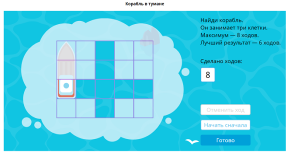 Корабль в тумане
Найди корабль.
Он занимает три клетки.
Максимум — 8 ходов.
Лучший результат — 6 ходов
Сделано ходов:
8
Отменить ход
Начать сначала
Готово